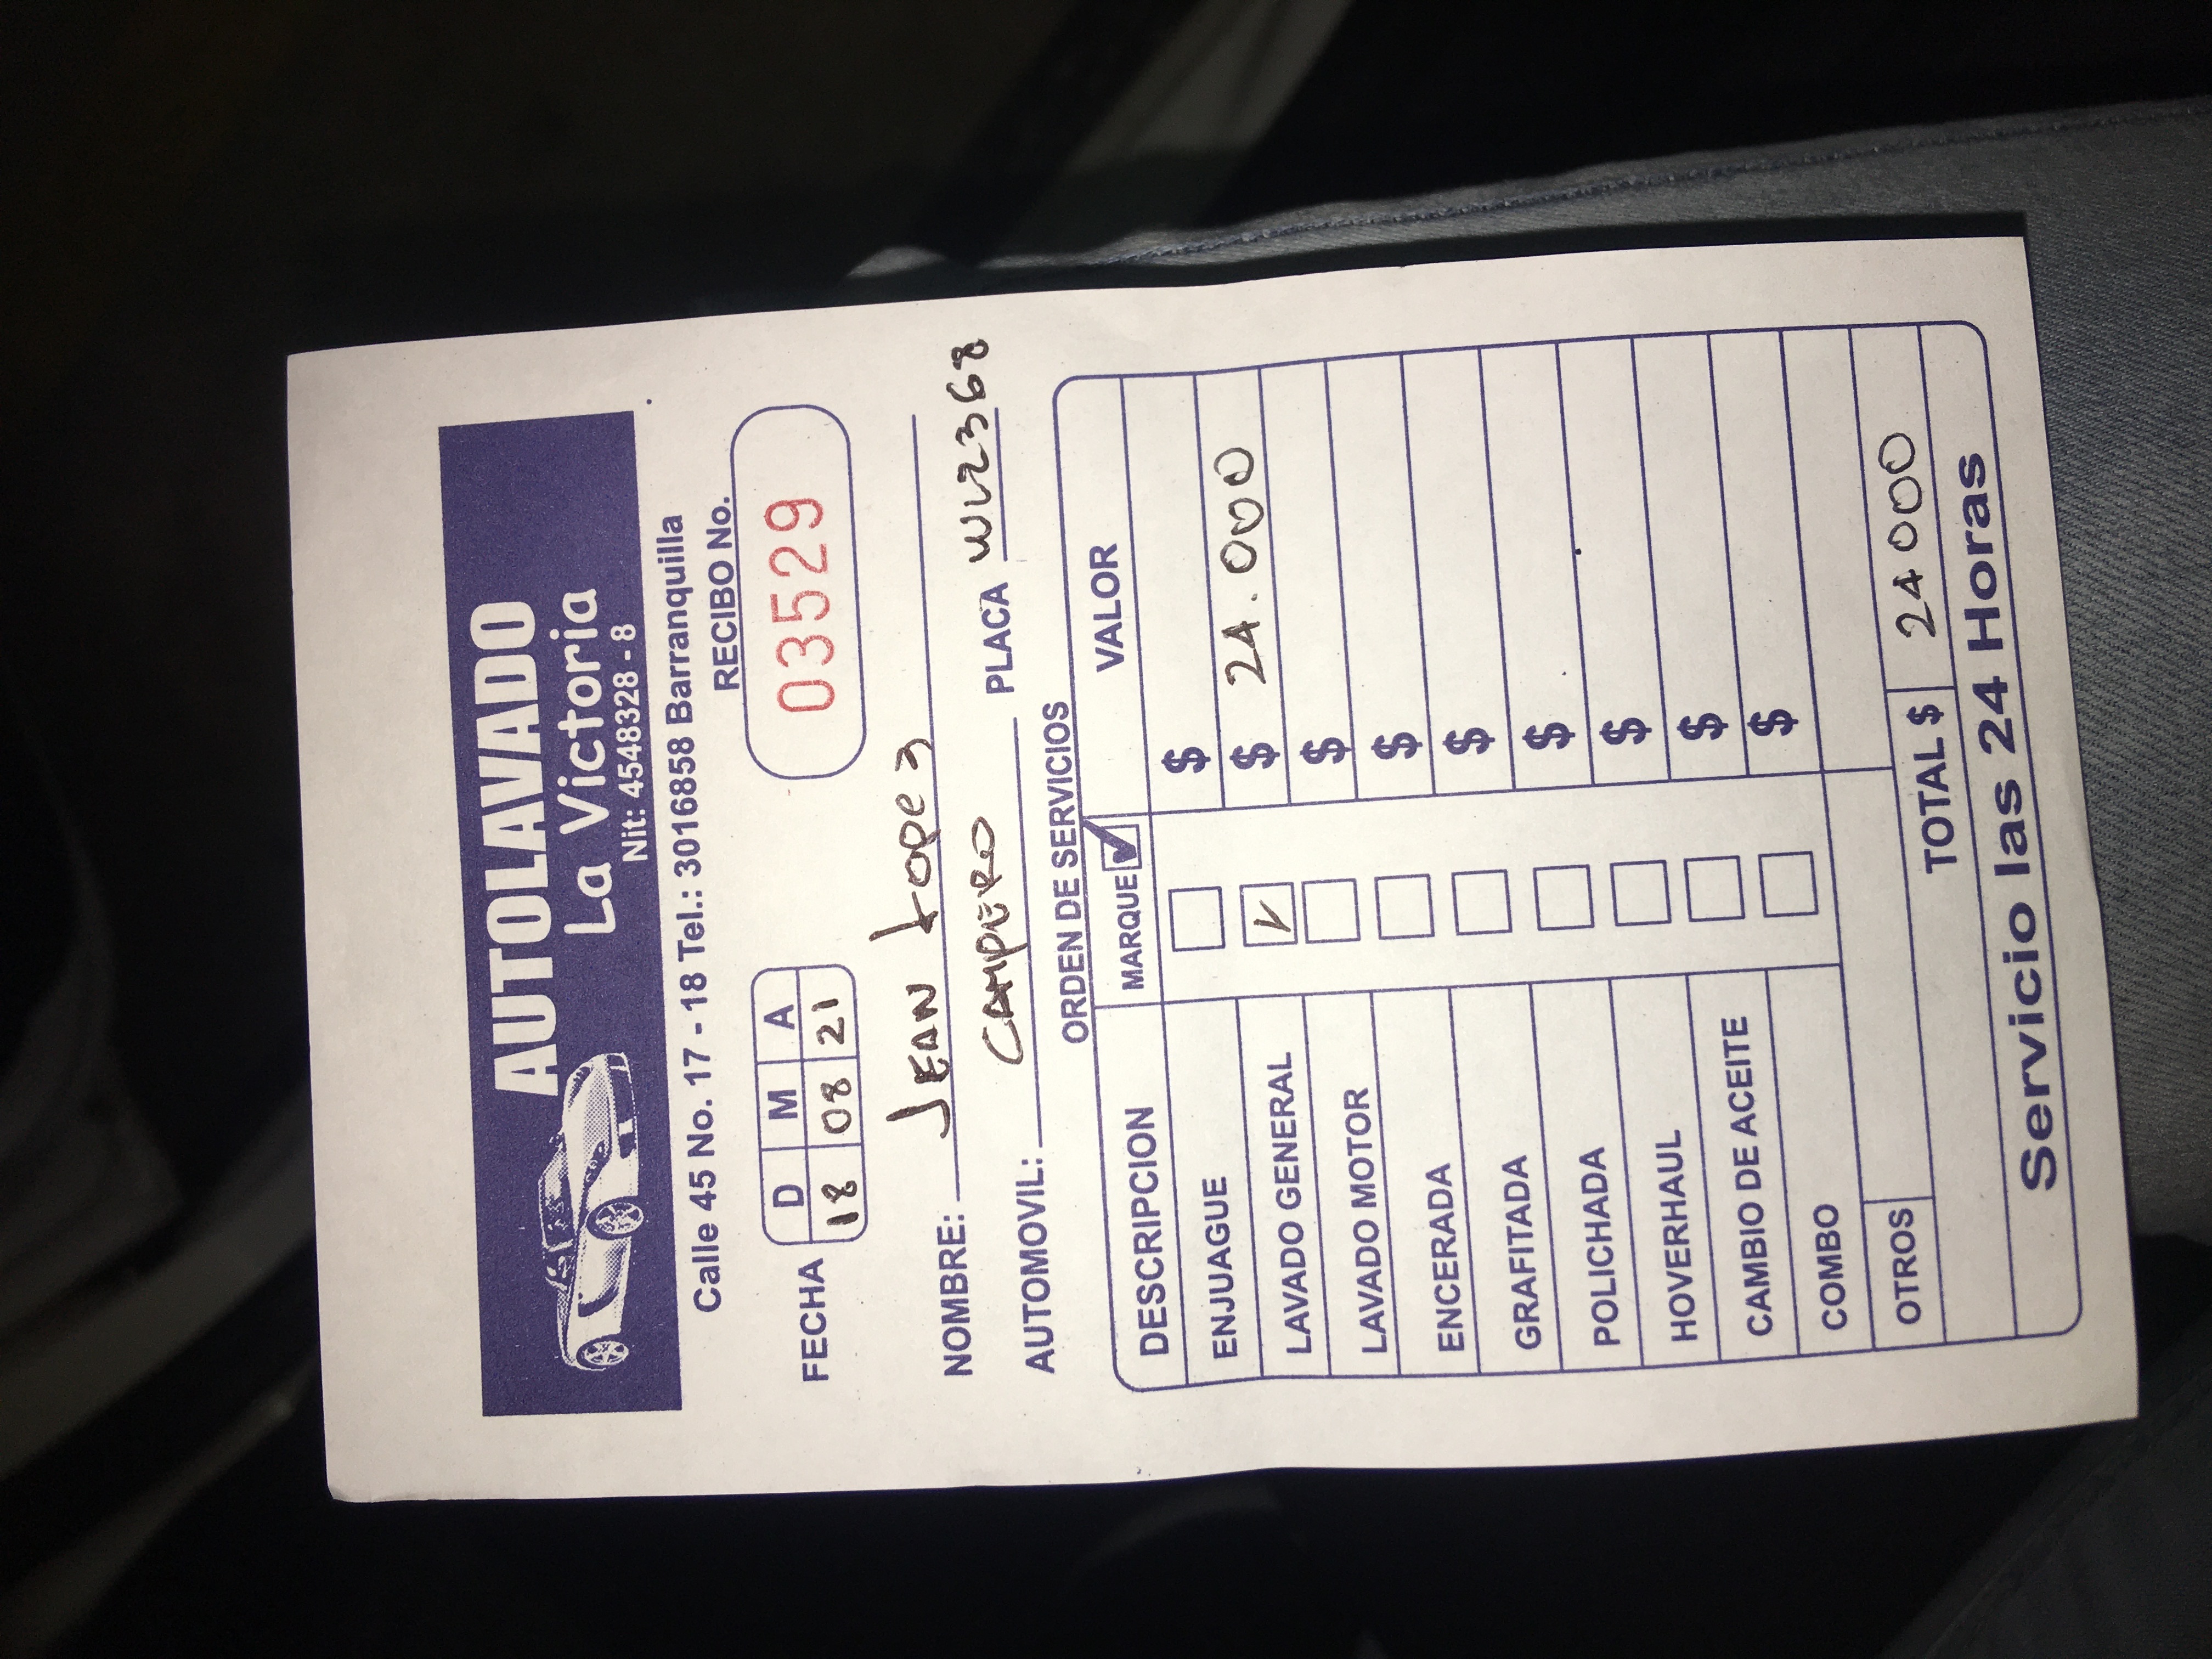 AUTOLAVADO
La Victoria
Nit: 4548328 - 8
Calle 45 No. 17 - 18 Tel.: 3016858 Barranquilla
RECIBO No.
FECHA D M A
18 08 21
03529
NOMBRE: JEAN LOPEZ
AUTOMOVIL: CAMPERO PLACA WL2368
ORDEN DE SERVICIOS
DESCRIPCION MARQUE VALOR
ENJUAGUE $
LAVADO GENERAL $ 24.000
LAVADO MOTOR $
ENCERADA $
GRAFITADA $
POLICHADA $
HOVERHAUL $
CAMBIO DE ACEITE $
COMBO $
OTROS
TOTAL $ 24000
Servicio las 24 Horas